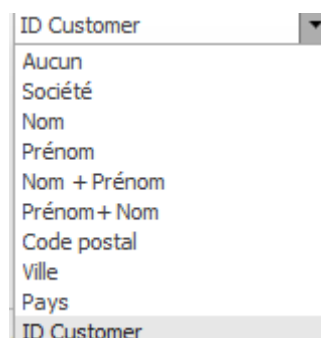 ID Customer
Aucun
Société
Nom
Prénom
Nom + Prénom
Prénom+ Nom
Code postal
Ville
Pays
ID Customer